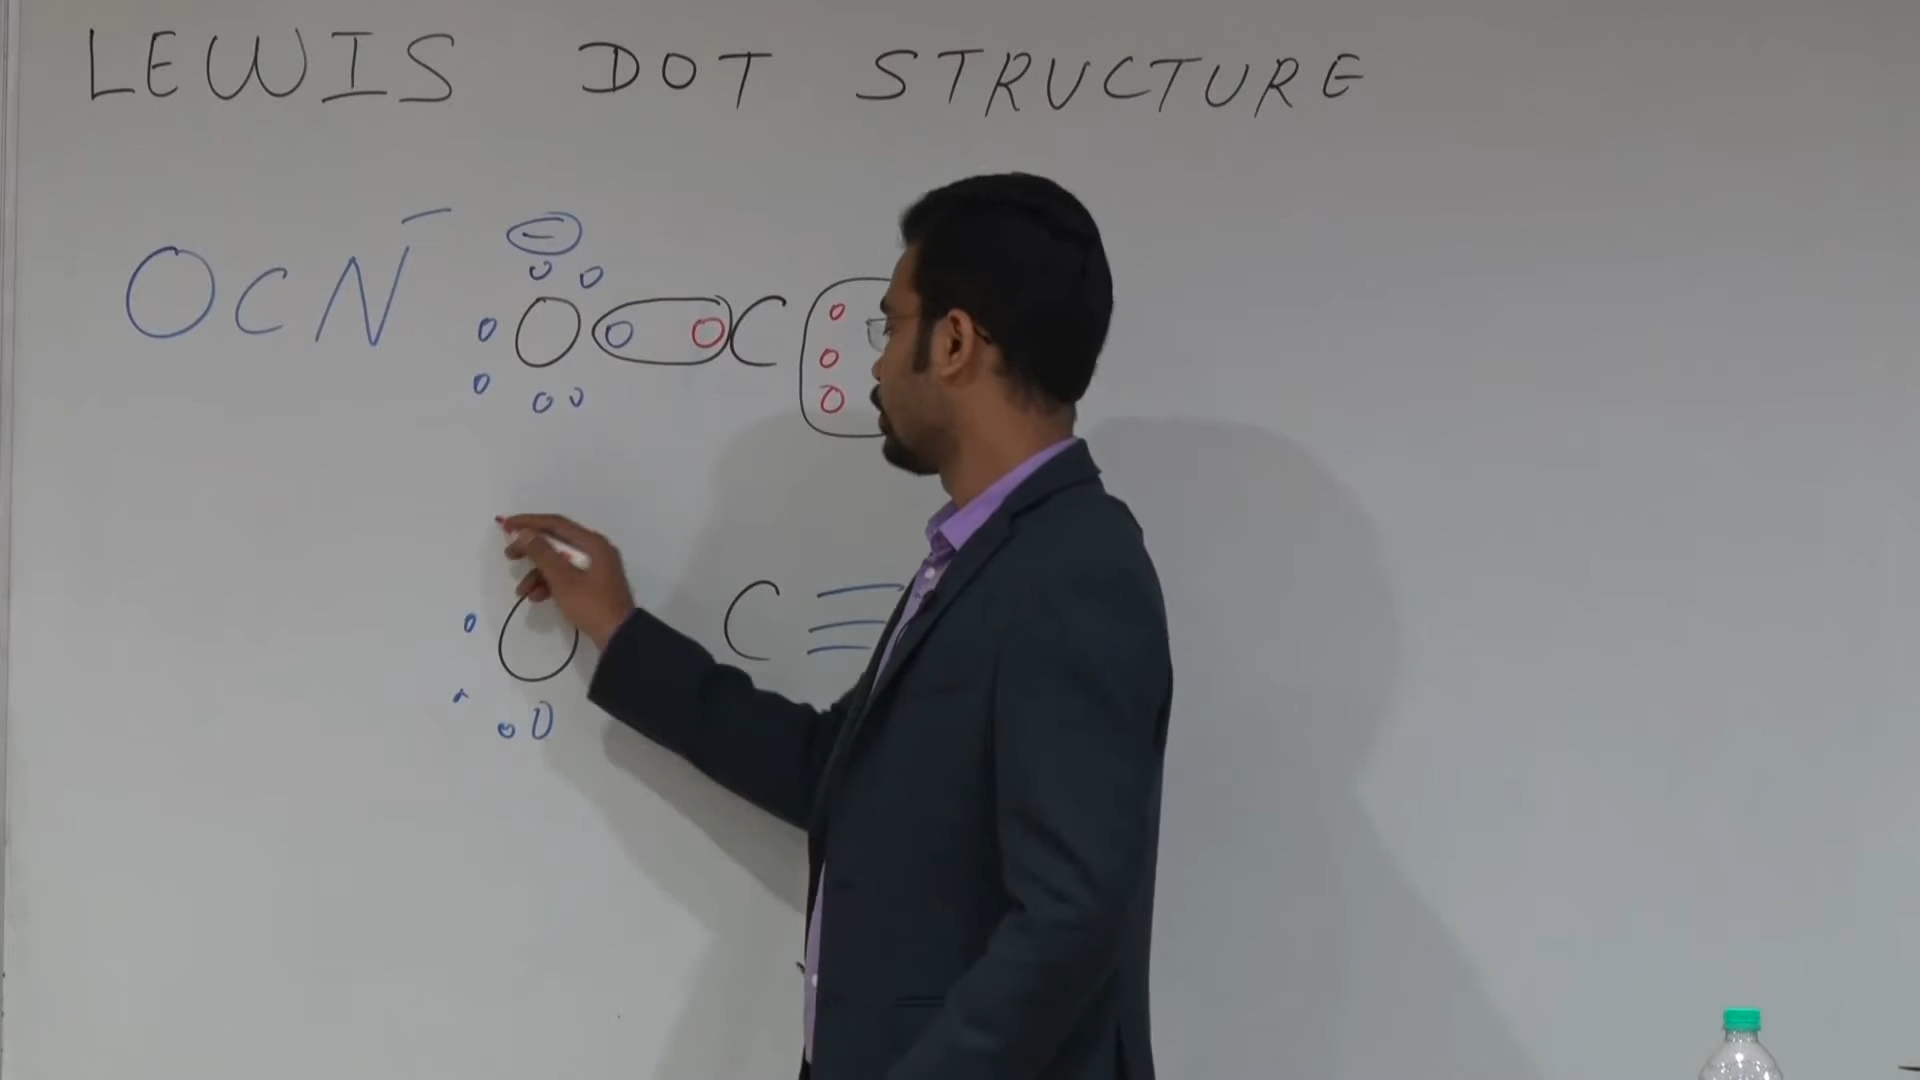 LEWIS DOT STRUCTURE
OCN⁻
⊖
O C
O C ≡